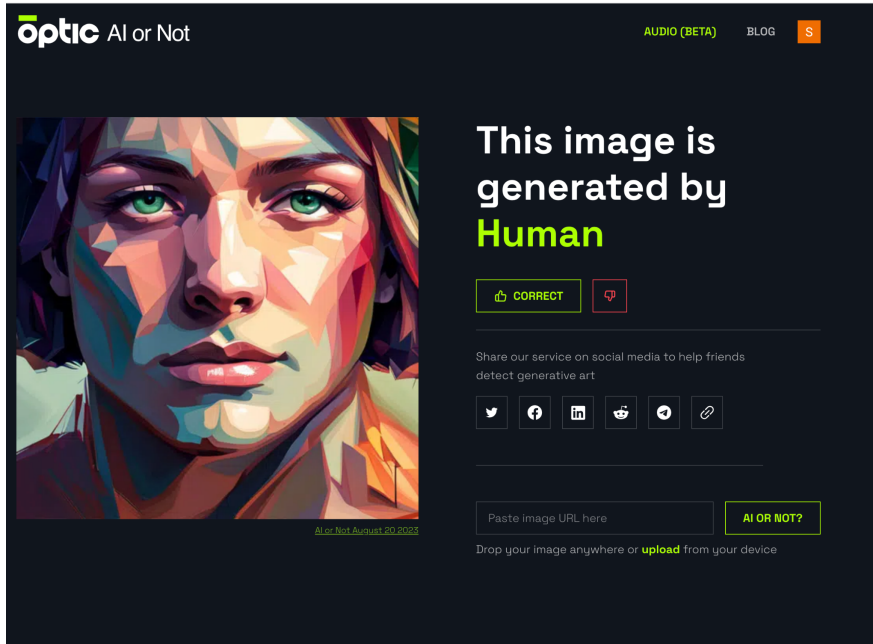 optic AI or Not
AUDIO (BETA)
BLOG
S
This image is
generated by
Human
CORRECT
Share our service on social media to help friends
detect generative art
Paste image URL here
AI OR NOT?
AI or Not August 20 2023
Drop your image anywhere or upload from your device